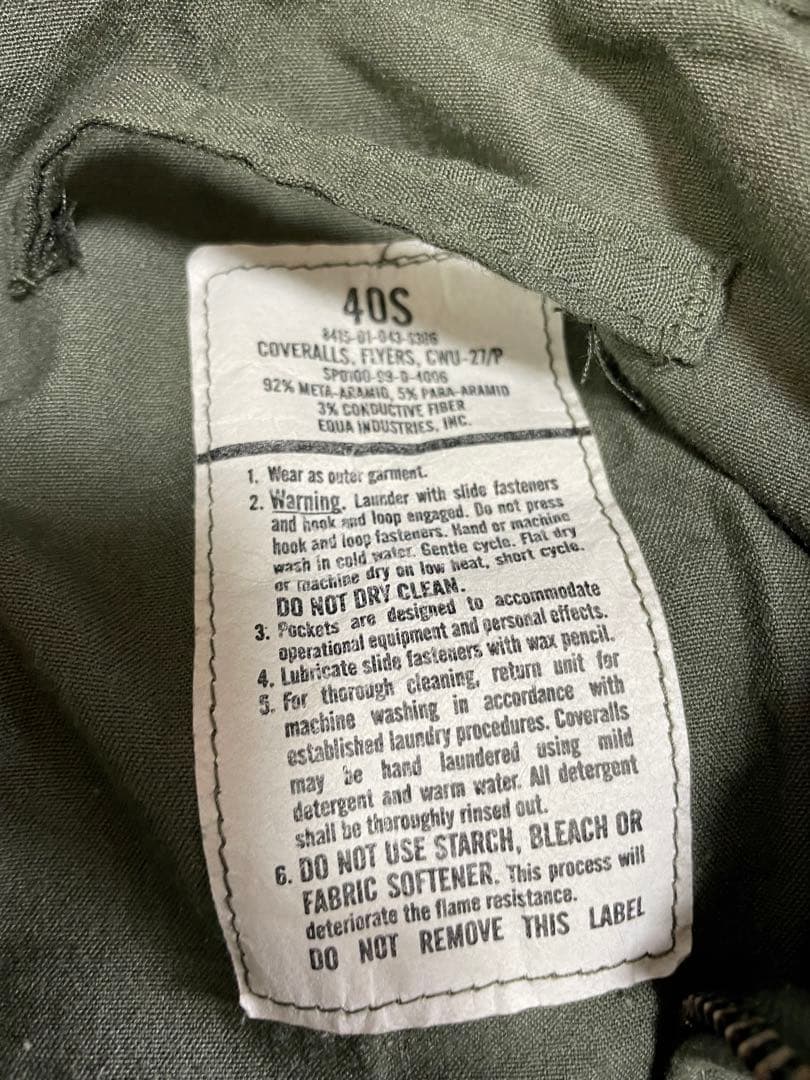 40S
8415-01-043-8376
COVERALLS, FLYERS, CWU-27/P
SPO100-99-D-4006
92% META-ARAMID, 5% PARA-ARAMID
3% CONDUCTIVE FIBER
EQUA INDUSTRIES, INC.
1. Wear as outer garment.
2. Warning. Launder with slide fasteners
and hook and loop engaged. Do not press
hook and loop fasteners. Hand or machine
wash in cold water. Gentle cycle. Flat dry
or machine dry on low heat, short cycle.
DO NOT DRY CLEAN.
3. Pockets are designed to accommodate
operational equipment and personal effects.
4. Lubricate slide fasteners with wax pencil.
5. For thorough cleaning, return unit for
machine washing in accordance with
established laundry procedures. Coveralls
may be hand laundered using mild
detergent and warm water. All detergent
shall be thoroughly rinsed out.
6. DO NOT USE STARCH, BLEACH OR
FABRIC SOFTENER. This process will
deteriorate the flame resistance.
DO NOT REMOVE THIS LABEL